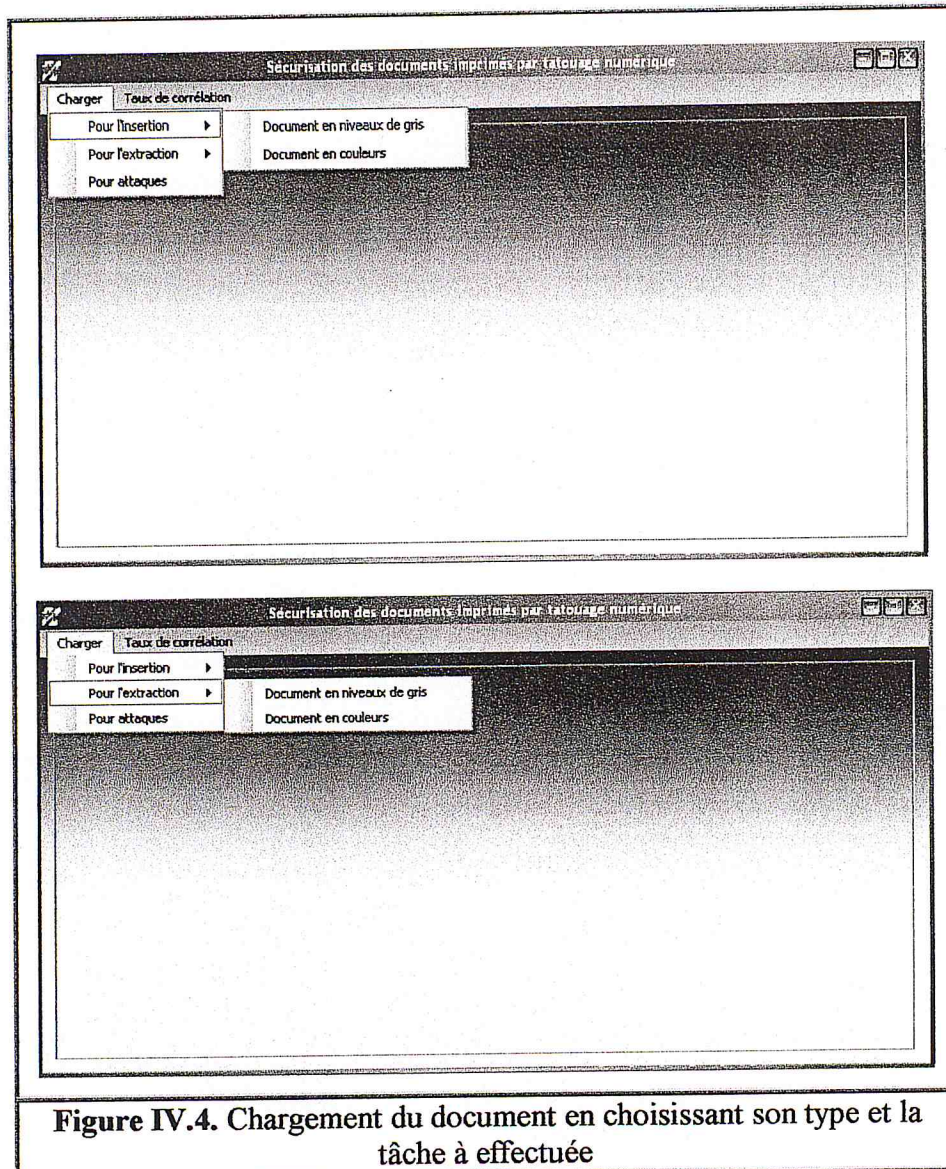 Sécurisation des documents imprimés par tatouage numérique
Charger Taux de corrélation
Pour l'insertion
Document en niveaux de gris
Pour l'extraction
Document en couleurs
Pour attaques
Sécurisation des documents imprimés par tatouage numérique
Charger Taux de corrélation
Pour l'insertion
Pour l'extraction
Document en niveaux de gris
Pour attaques
Document en couleurs
Figure IV.4. Chargement du document en choisissant son type et la
tâche à effectuée